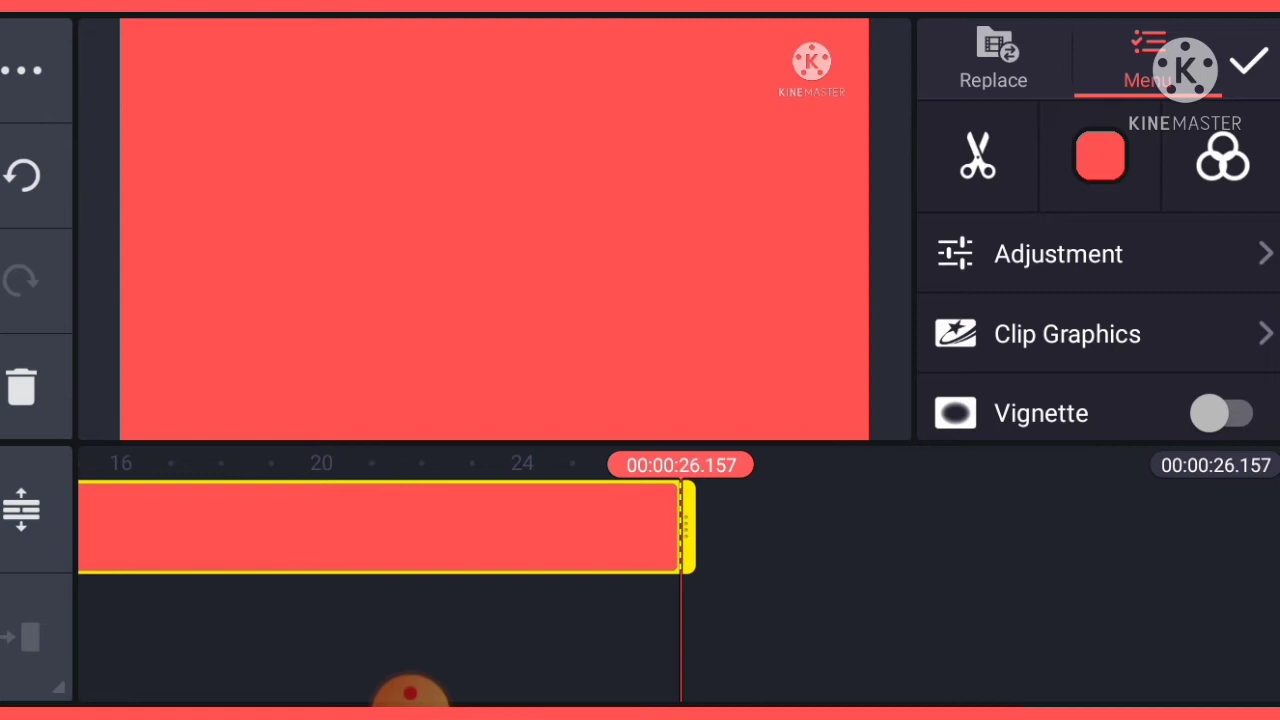 KINEMASTER
Replace
Menu
KINEMASTER
Adjustment
Clip Graphics
Vignette
16
20
24
00:00:26.157
00:00:26.157